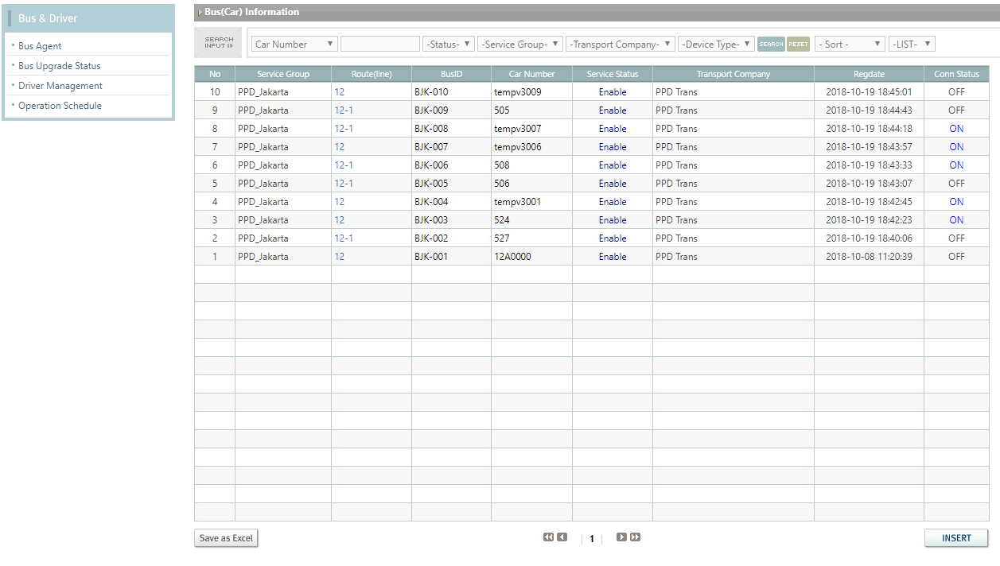 Bus & Driver
Bus Agent
Bus Upgrade Status
Driver Management
Operation Schedule
Bus(Car) Information
SEARCH
INPUT
Car Number -Status- -Service Group- -Transport Company- -Device Type- SEARCH RESET - Sort - -LIST-
No Service Group Route(line) BusID Car Number Service Status Transport Company Regdate Conn Status
10 PPD_Jakarta 12 BJK-010 tempv3009 Enable PPD Trans 2018-10-19 18:45:01 OFF
9 PPD_Jakarta 12-1 BJK-009 505 Enable PPD Trans 2018-10-19 18:44:43 OFF
8 PPD_Jakarta 12-1 BJK-008 tempv3007 Enable PPD Trans 2018-10-19 18:44:18 ON
7 PPD_Jakarta 12 BJK-007 tempv3006 Enable PPD Trans 2018-10-19 18:43:57 ON
6 PPD_Jakarta 12-1 BJK-006 508 Enable PPD Trans 2018-10-19 18:43:33 ON
5 PPD_Jakarta 12-1 BJK-005 506 Enable PPD Trans 2018-10-19 18:43:07 OFF
4 PPD_Jakarta 12 BJK-004 tempv3001 Enable PPD Trans 2018-10-19 18:42:45 ON
3 PPD_Jakarta 12 BJK-003 524 Enable PPD Trans 2018-10-19 18:42:23 ON
2 PPD_Jakarta 12-1 BJK-002 527 Enable PPD Trans 2018-10-19 18:40:06 OFF
1 PPD_Jakarta 12 BJK-001 12A0000 Enable PPD Trans 2018-10-08 11:20:39 OFF
Save as Excel 1 INSERT